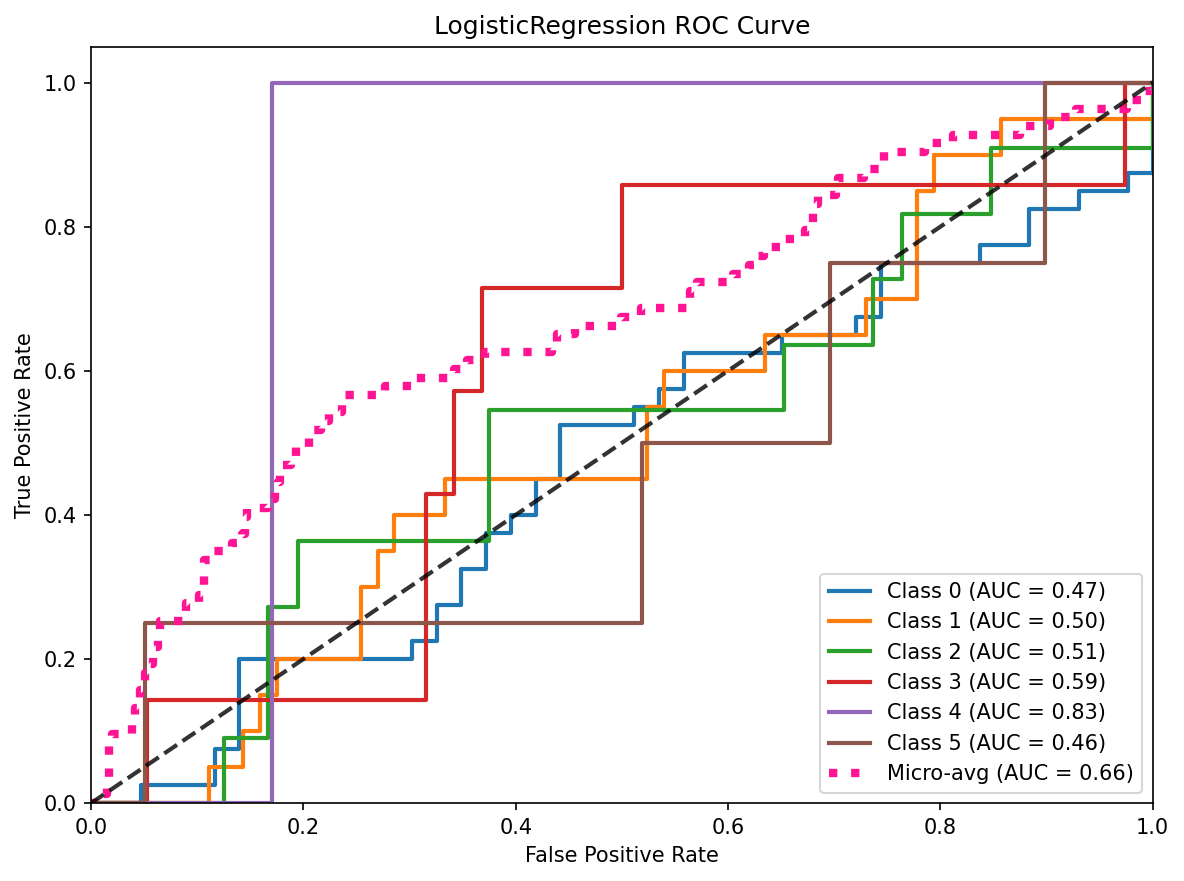 LogisticRegression ROC Curve
True Positive Rate
1.0
0.8
0.6
0.4
0.2
0.0
0.0 0.2 0.4 0.6 0.8 1.0
False Positive Rate
Class 0 (AUC = 0.47)
Class 1 (AUC = 0.50)
Class 2 (AUC = 0.51)
Class 3 (AUC = 0.59)
Class 4 (AUC = 0.83)
Class 5 (AUC = 0.46)
Micro-avg (AUC = 0.66)